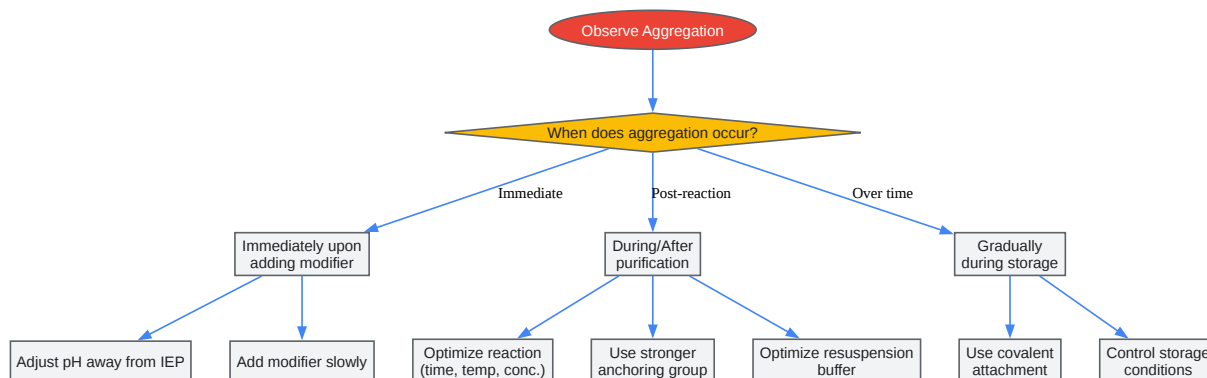 Observe Aggregation
When does aggregation occur?
Immediate
Post-reaction
Over time
Immediately upon
adding modifier
During/After
purification
Gradually
during storage
Adjust pH away from IEP
Add modifier slowly
Optimize reaction
(time, temp, conc.)
Use stronger
anchoring group
Optimize resuspension
buffer
Use covalent
attachment
Control storage
conditions